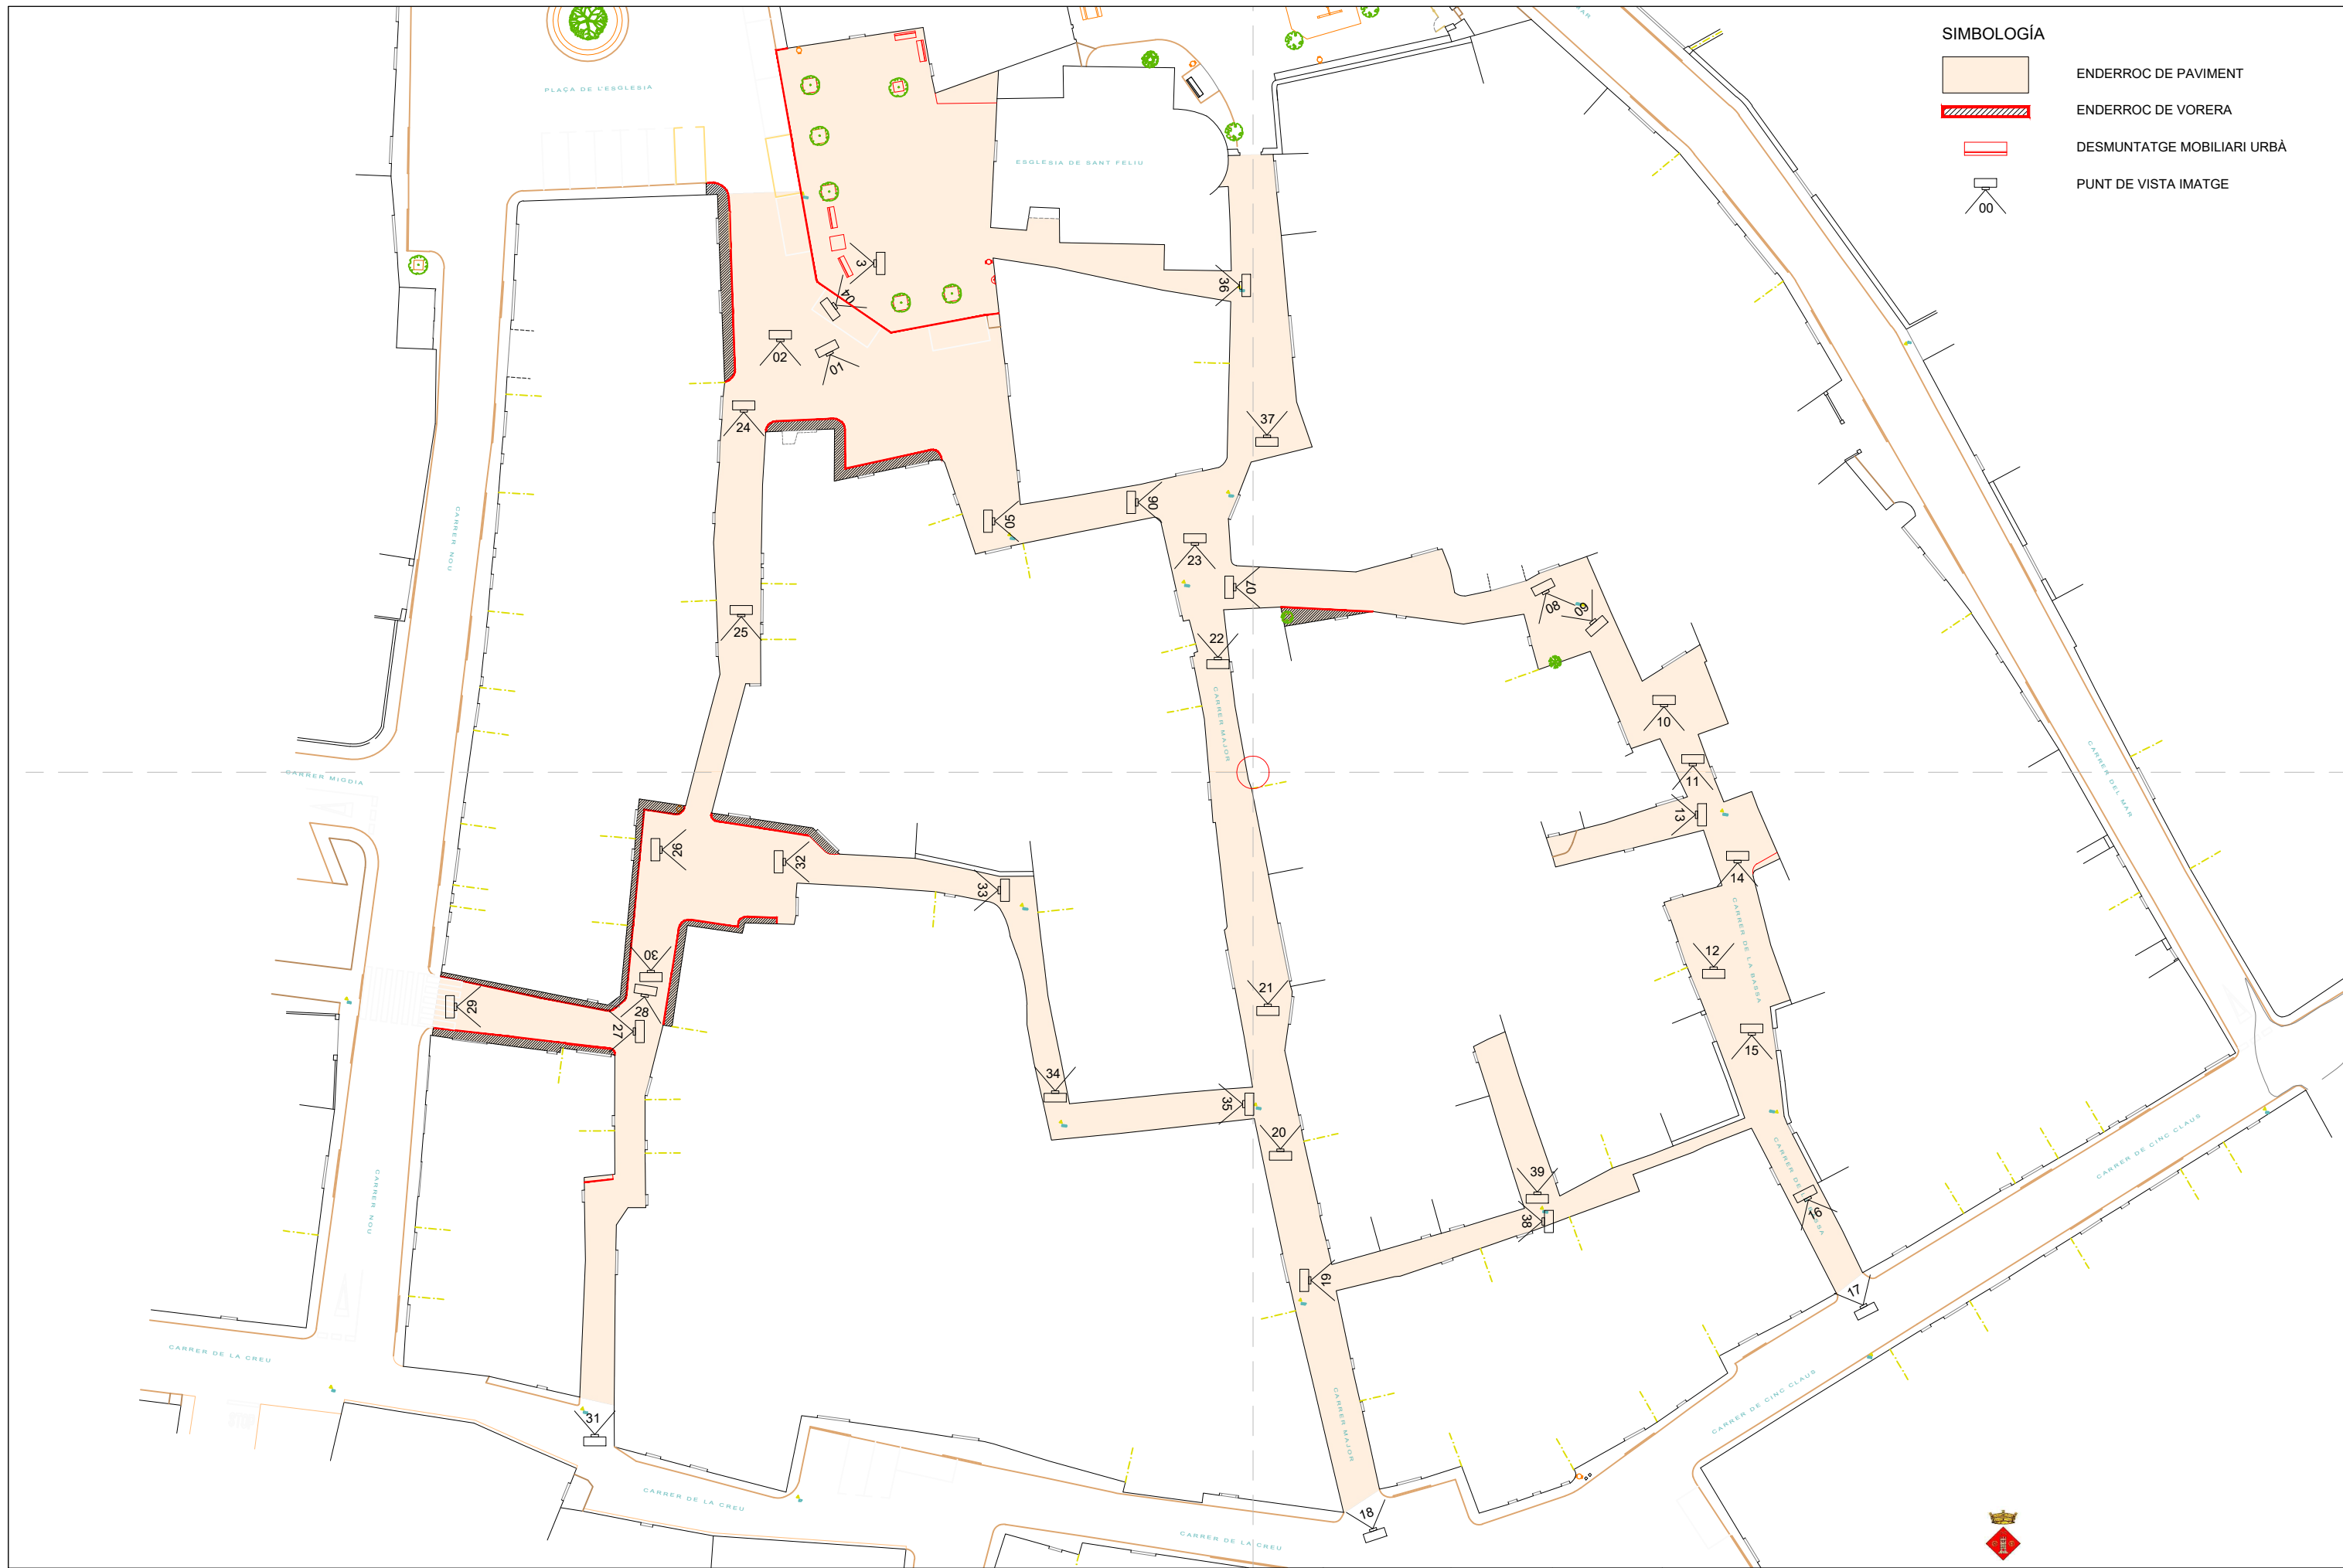 SIMBOLOGÍA
ENDERROC DE PAVIMENT
ENDERROC DE VORERA
DESMUNTATGE MOBILIARI URBÀ
PUNT DE VISTA IMATGE
00
MAR
PLAÇA DE L'ESGLESIA
ESGLESIA DE SANT FELIU
3
04
36
02
01
24
37
CARRER NOU
05
06
23
07
08
09
25
22
CARRER MAJOR
10
CARRER MIGDIA
11
CARRER DEL MAR
13
26
32
14
33
CARRER DE LA BASSA
12
30
29
28
27
21
15
34
35
20
CARRER DE CINC CLAUS
39
CARRER DE LA BASSA
38
16
CARRER NOU
19
17
CARRER DE LA CREU
31
CARRER DE CINC CLAUS
CARRER MAJOR
CARRER DE LA CREU
18
CARRER DE LA CREU